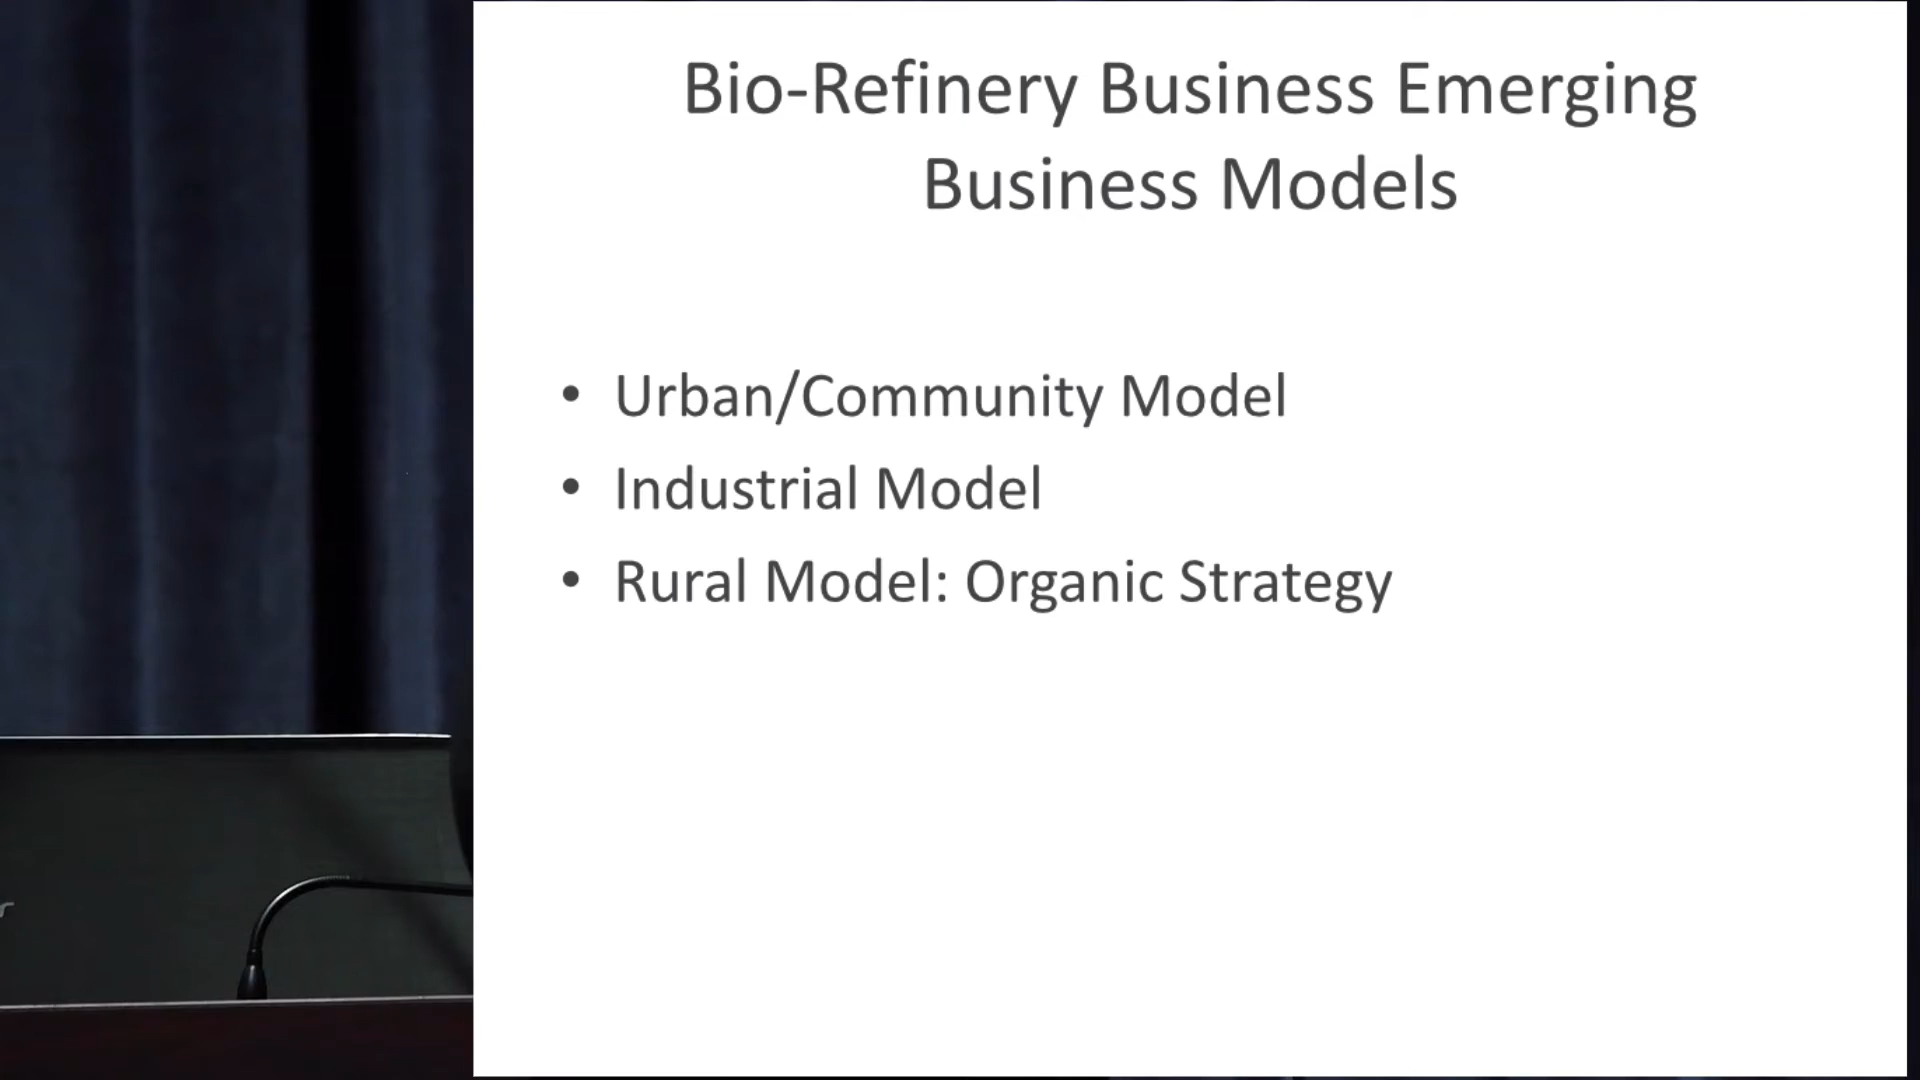 Bio-Refinery Business Emerging
Business Models
• Urban/Community Model
• Industrial Model
• Rural Model: Organic Strategy